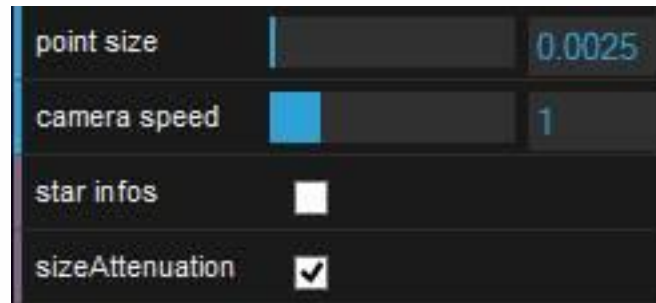 point size 0.0025
camera speed 1
star infos
sizeAttenuation